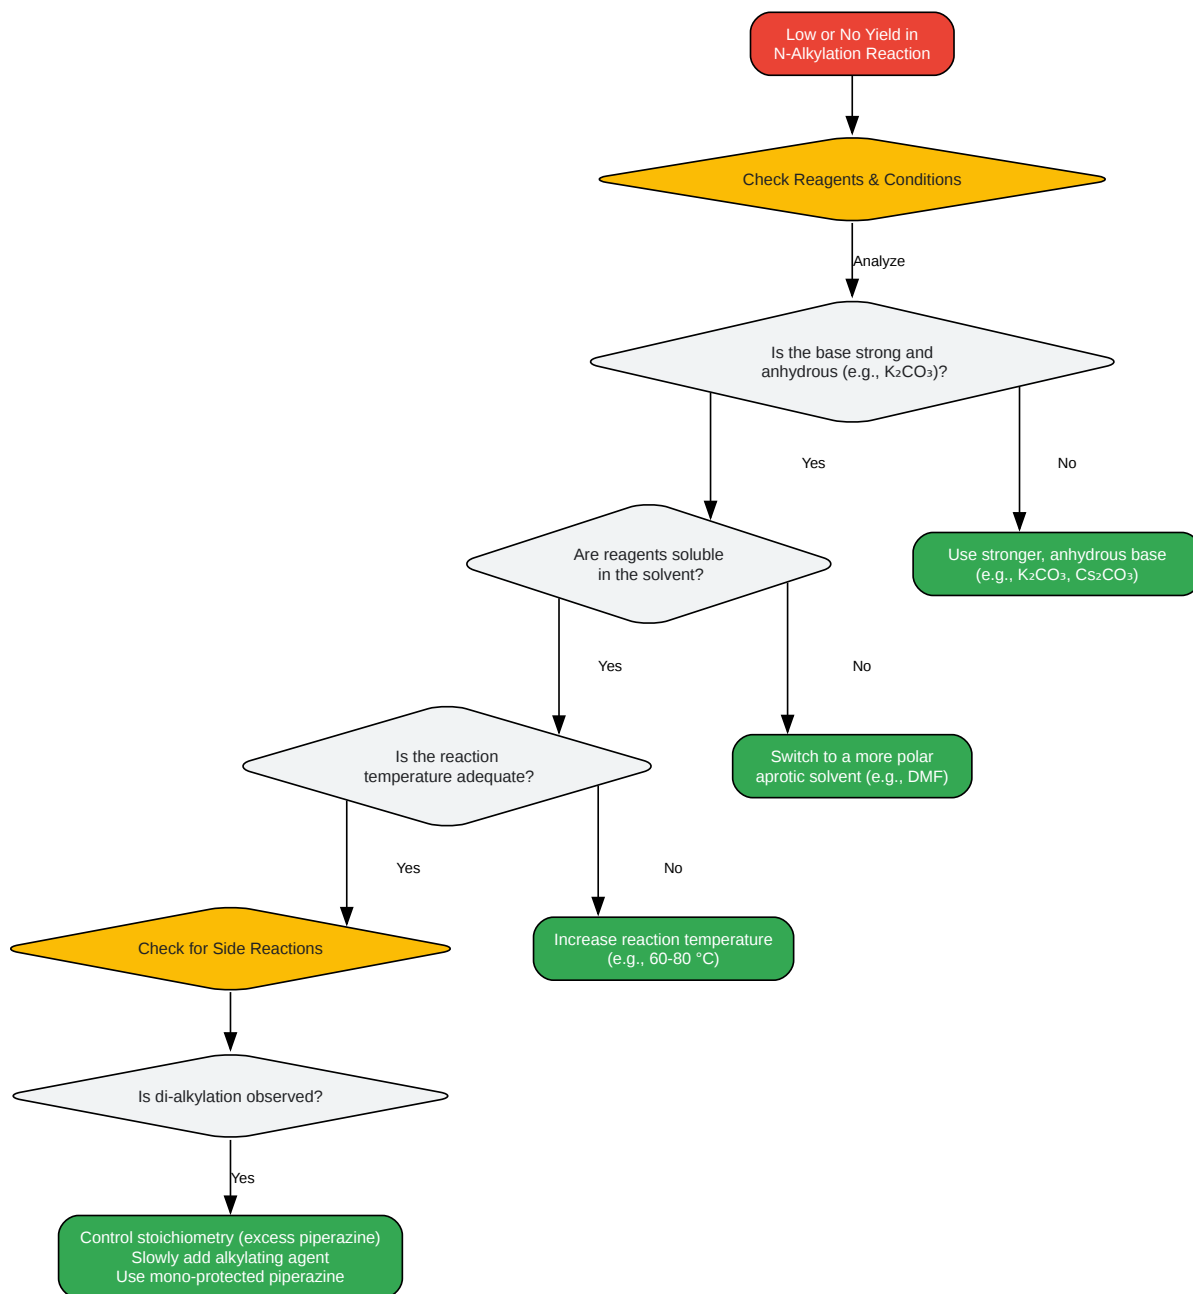 Low or No Yield in
N-Alkylation Reaction
Check Reagents & Conditions
Analyze
Is the base strong and
anhydrous (e.g., K₂CO₃)?
Yes
No
Are reagents soluble
in the solvent?
Use stronger, anhydrous base
(e.g., K₂CO₃, Cs₂CO₃)
Yes
No
Is the reaction
temperature adequate?
Switch to a more polar
aprotic solvent (e.g., DMF)
Yes
No
Check for Side Reactions
Increase reaction temperature
(e.g., 60-80 °C)
Is di-alkylation observed?
Yes
Control stoichiometry (excess piperazine)
Slowly add alkylating agent
Use mono-protected piperazine